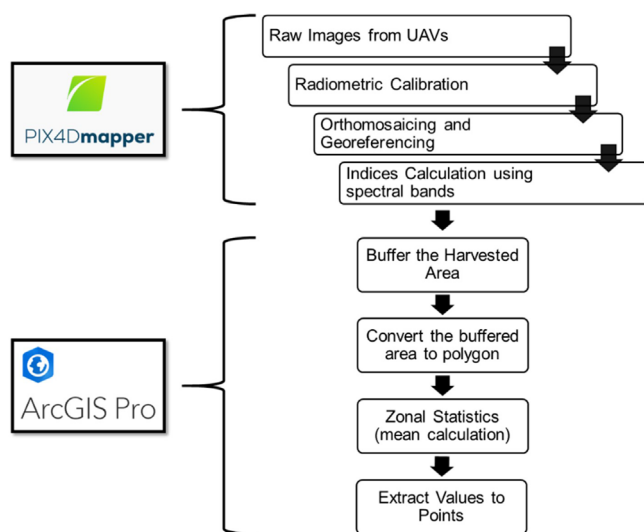 Raw Images from UAVs
Radiometric Calibration
PIX4Dmapper
Orthomosaicing and
Georeferencing
Indices Calculation using
spectral bands
Buffer the Harvested
Area
Convert the buffered
area to polygon
ArcGIS Pro
Zonal Statistics
(mean calculation)
Extract Values to
Points